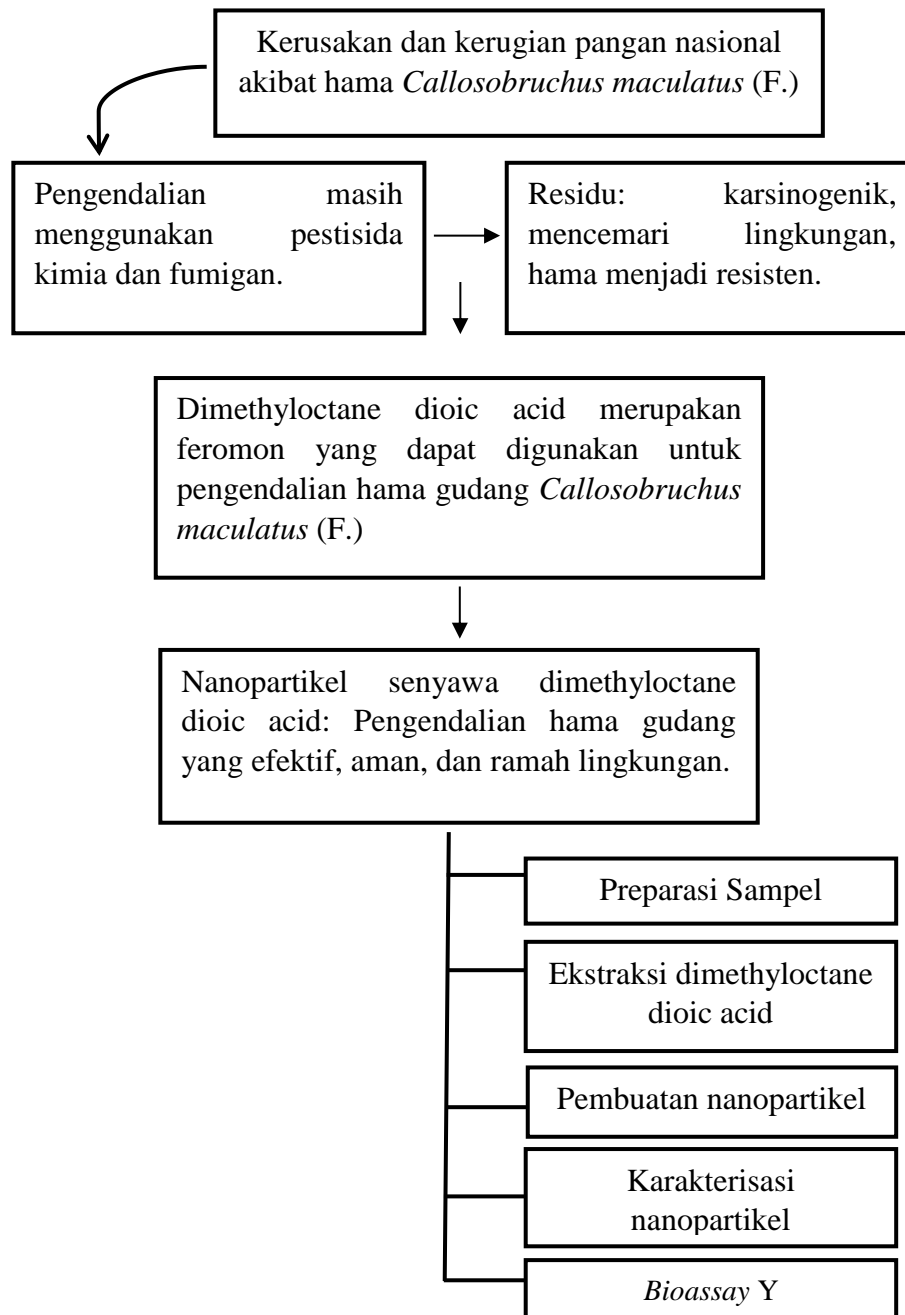 Kerusakan dan kerugian pangan nasional
akibat hama Callosobruchus maculatus (F.)
Pengendalian masih
menggunakan pestisida
kimia dan fumigan.
Residu: karsinogenik,
mencemari lingkungan,
hama menjadi resisten.
Dimethyloctane dioic acid merupakan
feromon yang dapat digunakan untuk
pengendalian hama gudang Callosobruchus
maculatus (F.)
Nanopartikel senyawa dimethyloctane
dioic acid: Pengendalian hama gudang
yang efektif, aman, dan ramah lingkungan.
Preparasi Sampel
Ekstraksi dimethyloctane
dioic acid
Pembuatan nanopartikel
Karakterisasi
nanopartikel
Bioassay Y